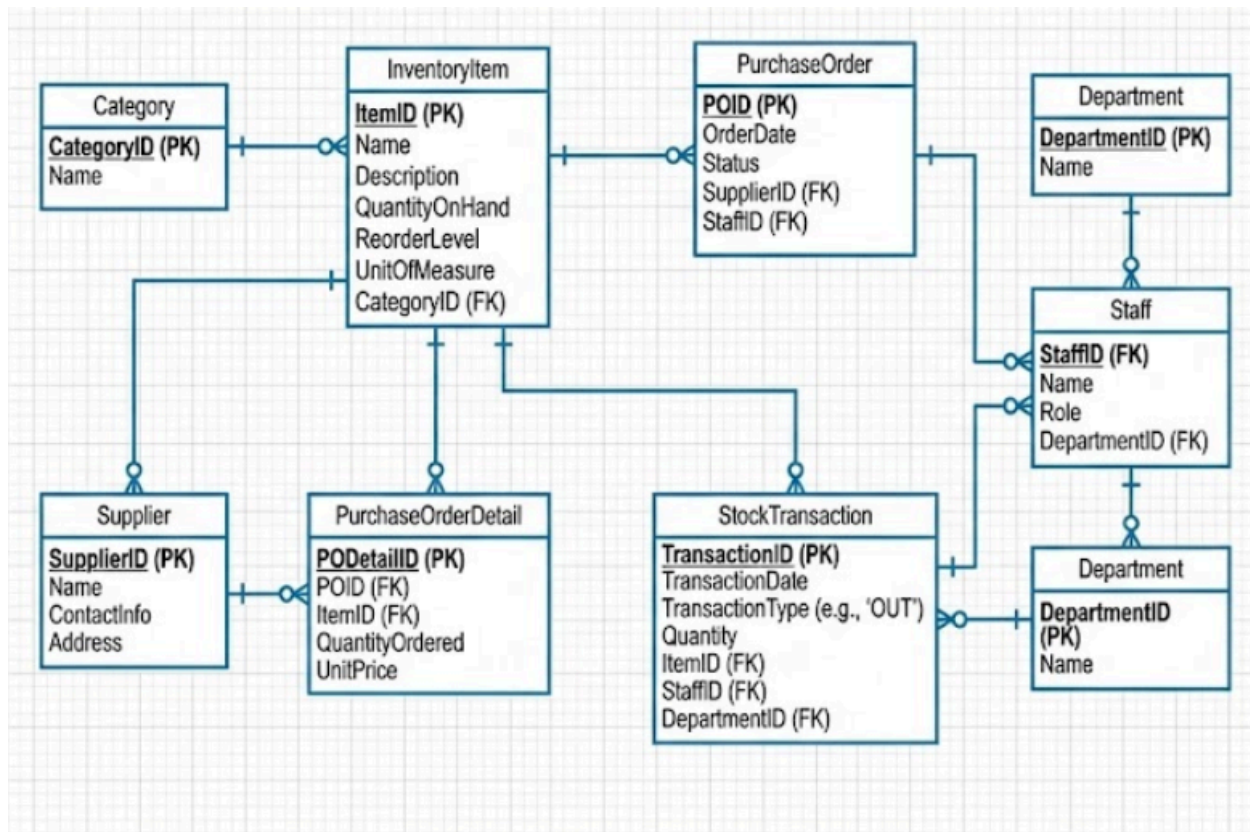 Category
CategoryID (PK)
Name
InventoryItem
ItemID (PK)
Name
Description
QuantityOnHand
ReorderLevel
UnitOfMeasure
CategoryID (FK)
PurchaseOrder
POID (PK)
OrderDate
Status
SupplierID (FK)
StaffID (FK)
Department
DepartmentID (PK)
Name
Staff
StaffID (FK)
Name
Role
DepartmentID (FK)
Supplier
SupplierID (PK)
Name
ContactInfo
Address
PurchaseOrderDetail
PODetailID (PK)
POID (FK)
ItemID (FK)
QuantityOrdered
UnitPrice
StockTransaction
TransactionID (PK)
TransactionDate
TransactionType (e.g., 'OUT')
Quantity
ItemID (FK)
StaffID (FK)
DepartmentID (FK)
Department
DepartmentID
(PK)
Name